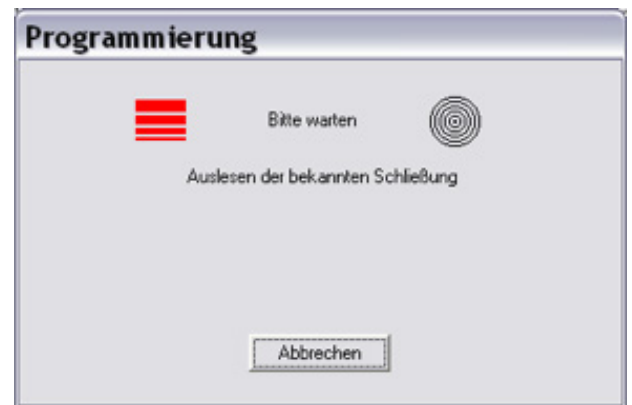 Programmierung
Bitte warten
Auslesen der bekannten Schließung
Abbrechen